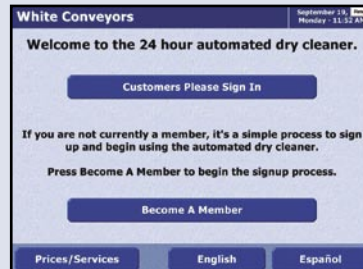 White Conveyors
September 19,
Monday - 11:52 AM
Welcome to the 24 hour automated dry cleaner.
Customers Please Sign In
If you are not currently a member, it's a simple process to sign
up and begin using the automated dry cleaner.
Press Become A Member to begin the signup process.
Become A Member
Prices/Services
English
Español